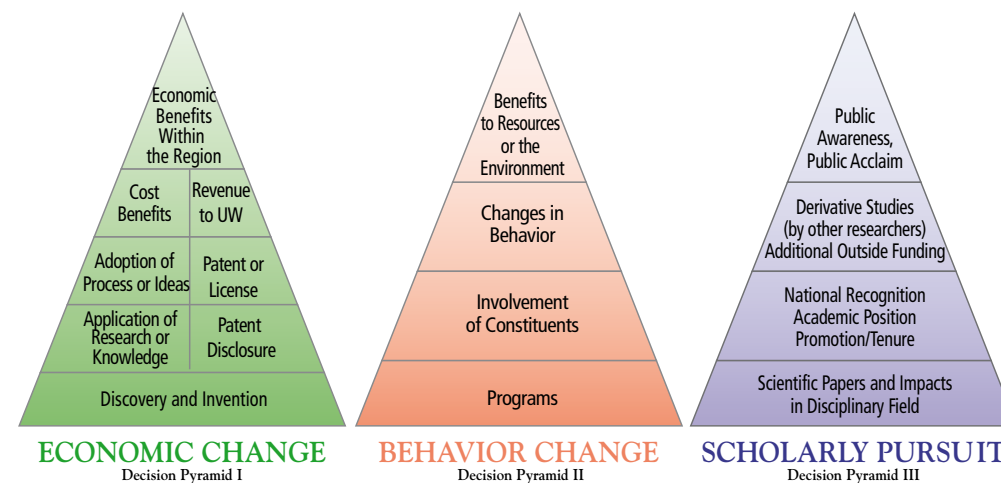 Economic
Benefits
Within
the Region
Cost
Benefits
Revenue
to UW
Adoption of
Process or Ideas
Patent or
License
Application of
Research or
Knowledge
Patent
Disclosure
Discovery and Invention
ECONOMIC CHANGE
Decision Pyramid I
Benefits
to Resources
or the
Environment
Changes in
Behavior
Involvement
of Constituents
Programs
BEHAVIOR CHANGE
Decision Pyramid II
Public
Awareness,
Public Acclaim
Derivative Studies
(by other researchers)
Additional Outside Funding
National Recognition
Academic Position
Promotion/Tenure
Scientific Papers and Impacts
in Disciplinary Field
SCHOLARLY PURSUIT
Decision Pyramid III